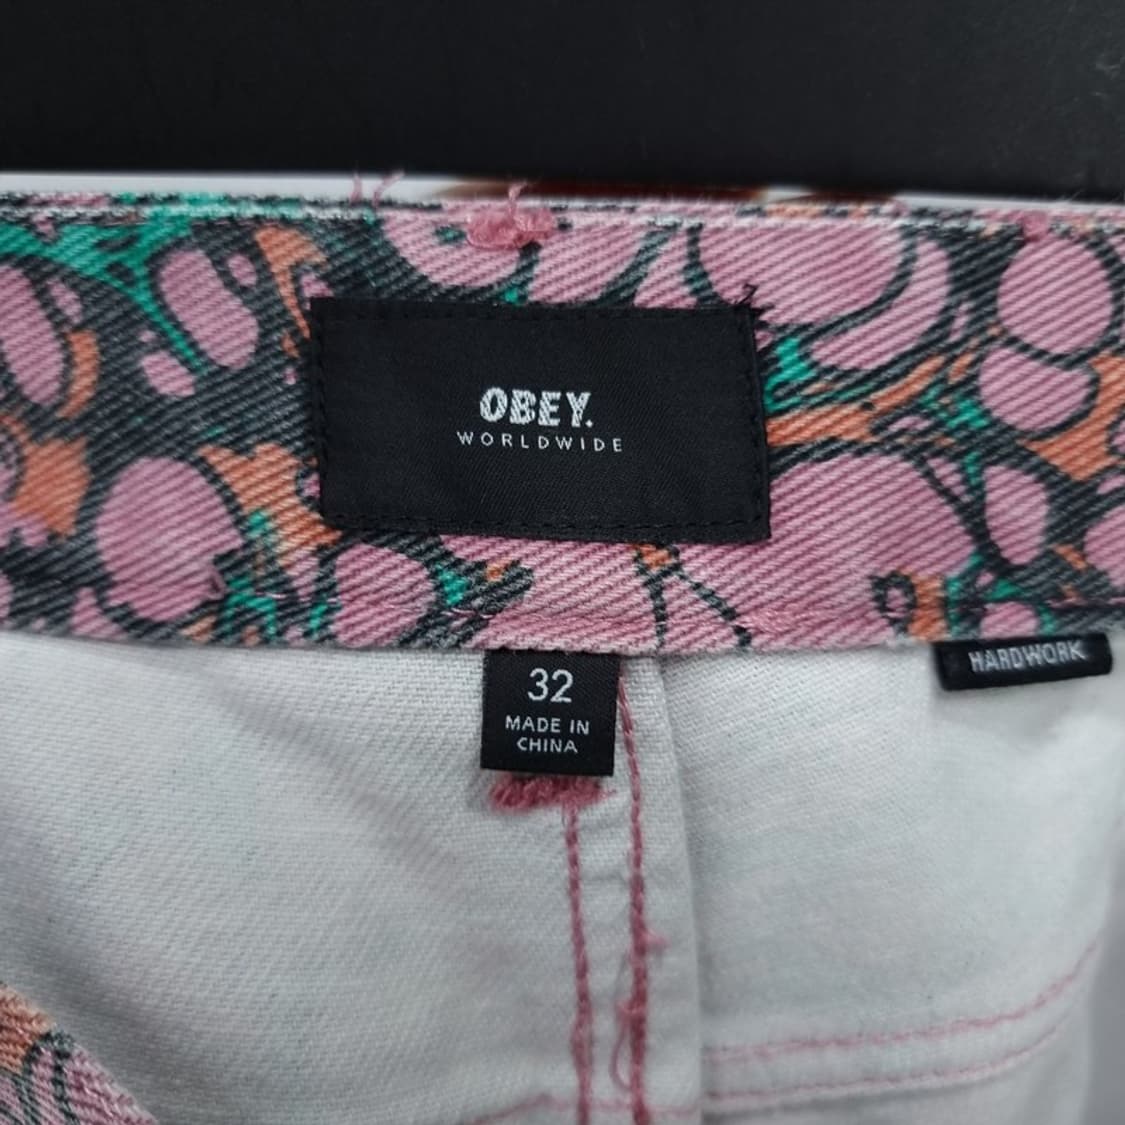 OBEY.
WORLDWIDE
32
MADE IN
CHINA
HARDWORK